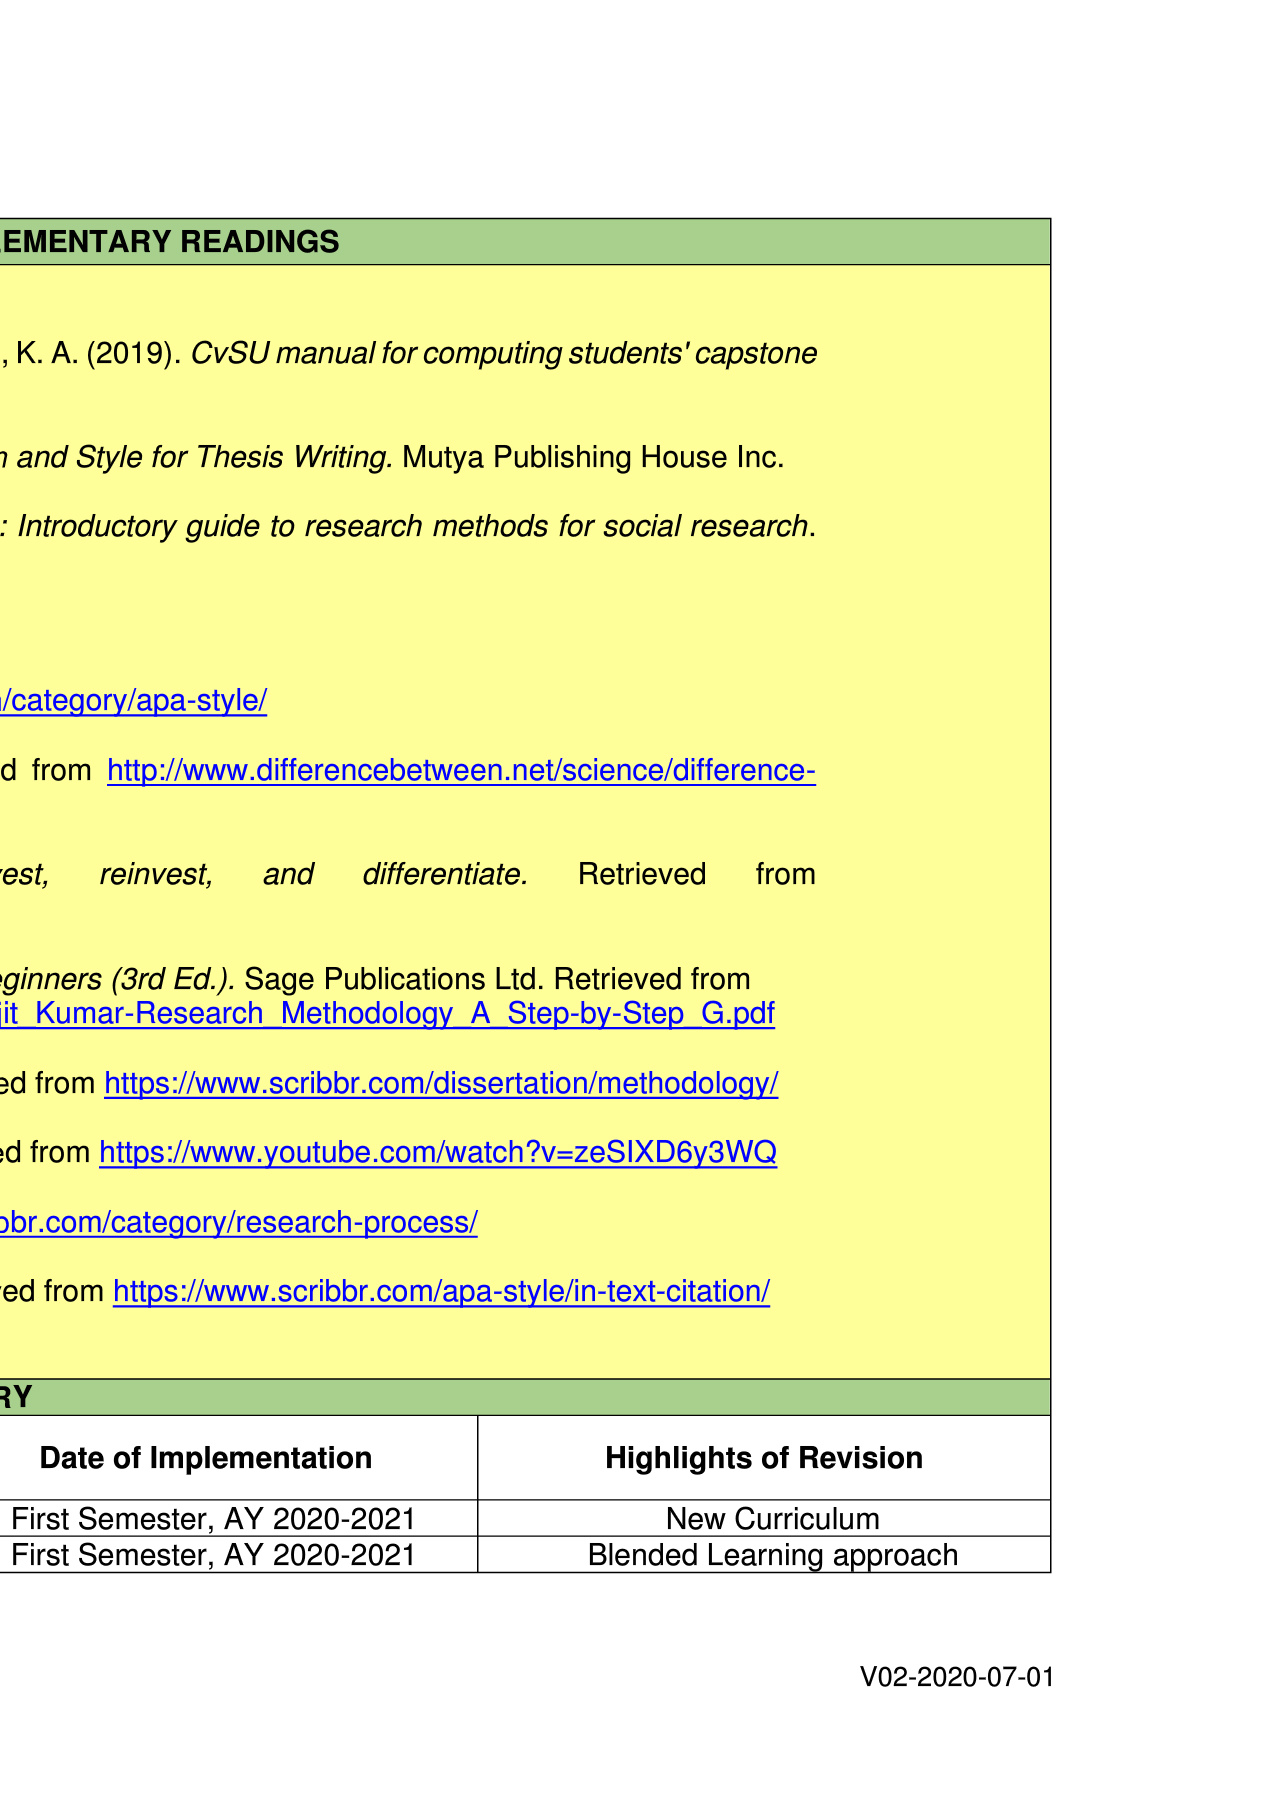 LEMENTARY READINGS
, K. A. (2019). CvSU manual for computing students' capstone
and Style for Thesis Writing. Mutya Publishing House Inc.
: Introductory guide to research methods for social research.
/category/apa-style/
d from http://www.differencebetween.net/science/difference-
est, reinvest, and differentiate. Retrieved from
eginners (3rd Ed.). Sage Publications Ltd. Retrieved from
jit_Kumar-Research_Methodology_A_Step-by-Step_G.pdf
ed from https://www.scribbr.com/dissertation/methodology/
ed from https://www.youtube.com/watch?v=zeSIXD6y3WQ
bbr.com/category/research-process/
ved from https://www.scribbr.com/apa-style/in-text-citation/
RY
Date of Implementation Highlights of Revision
First Semester, AY 2020-2021 New Curriculum
First Semester, AY 2020-2021 Blended Learning approach
V02-2020-07-01